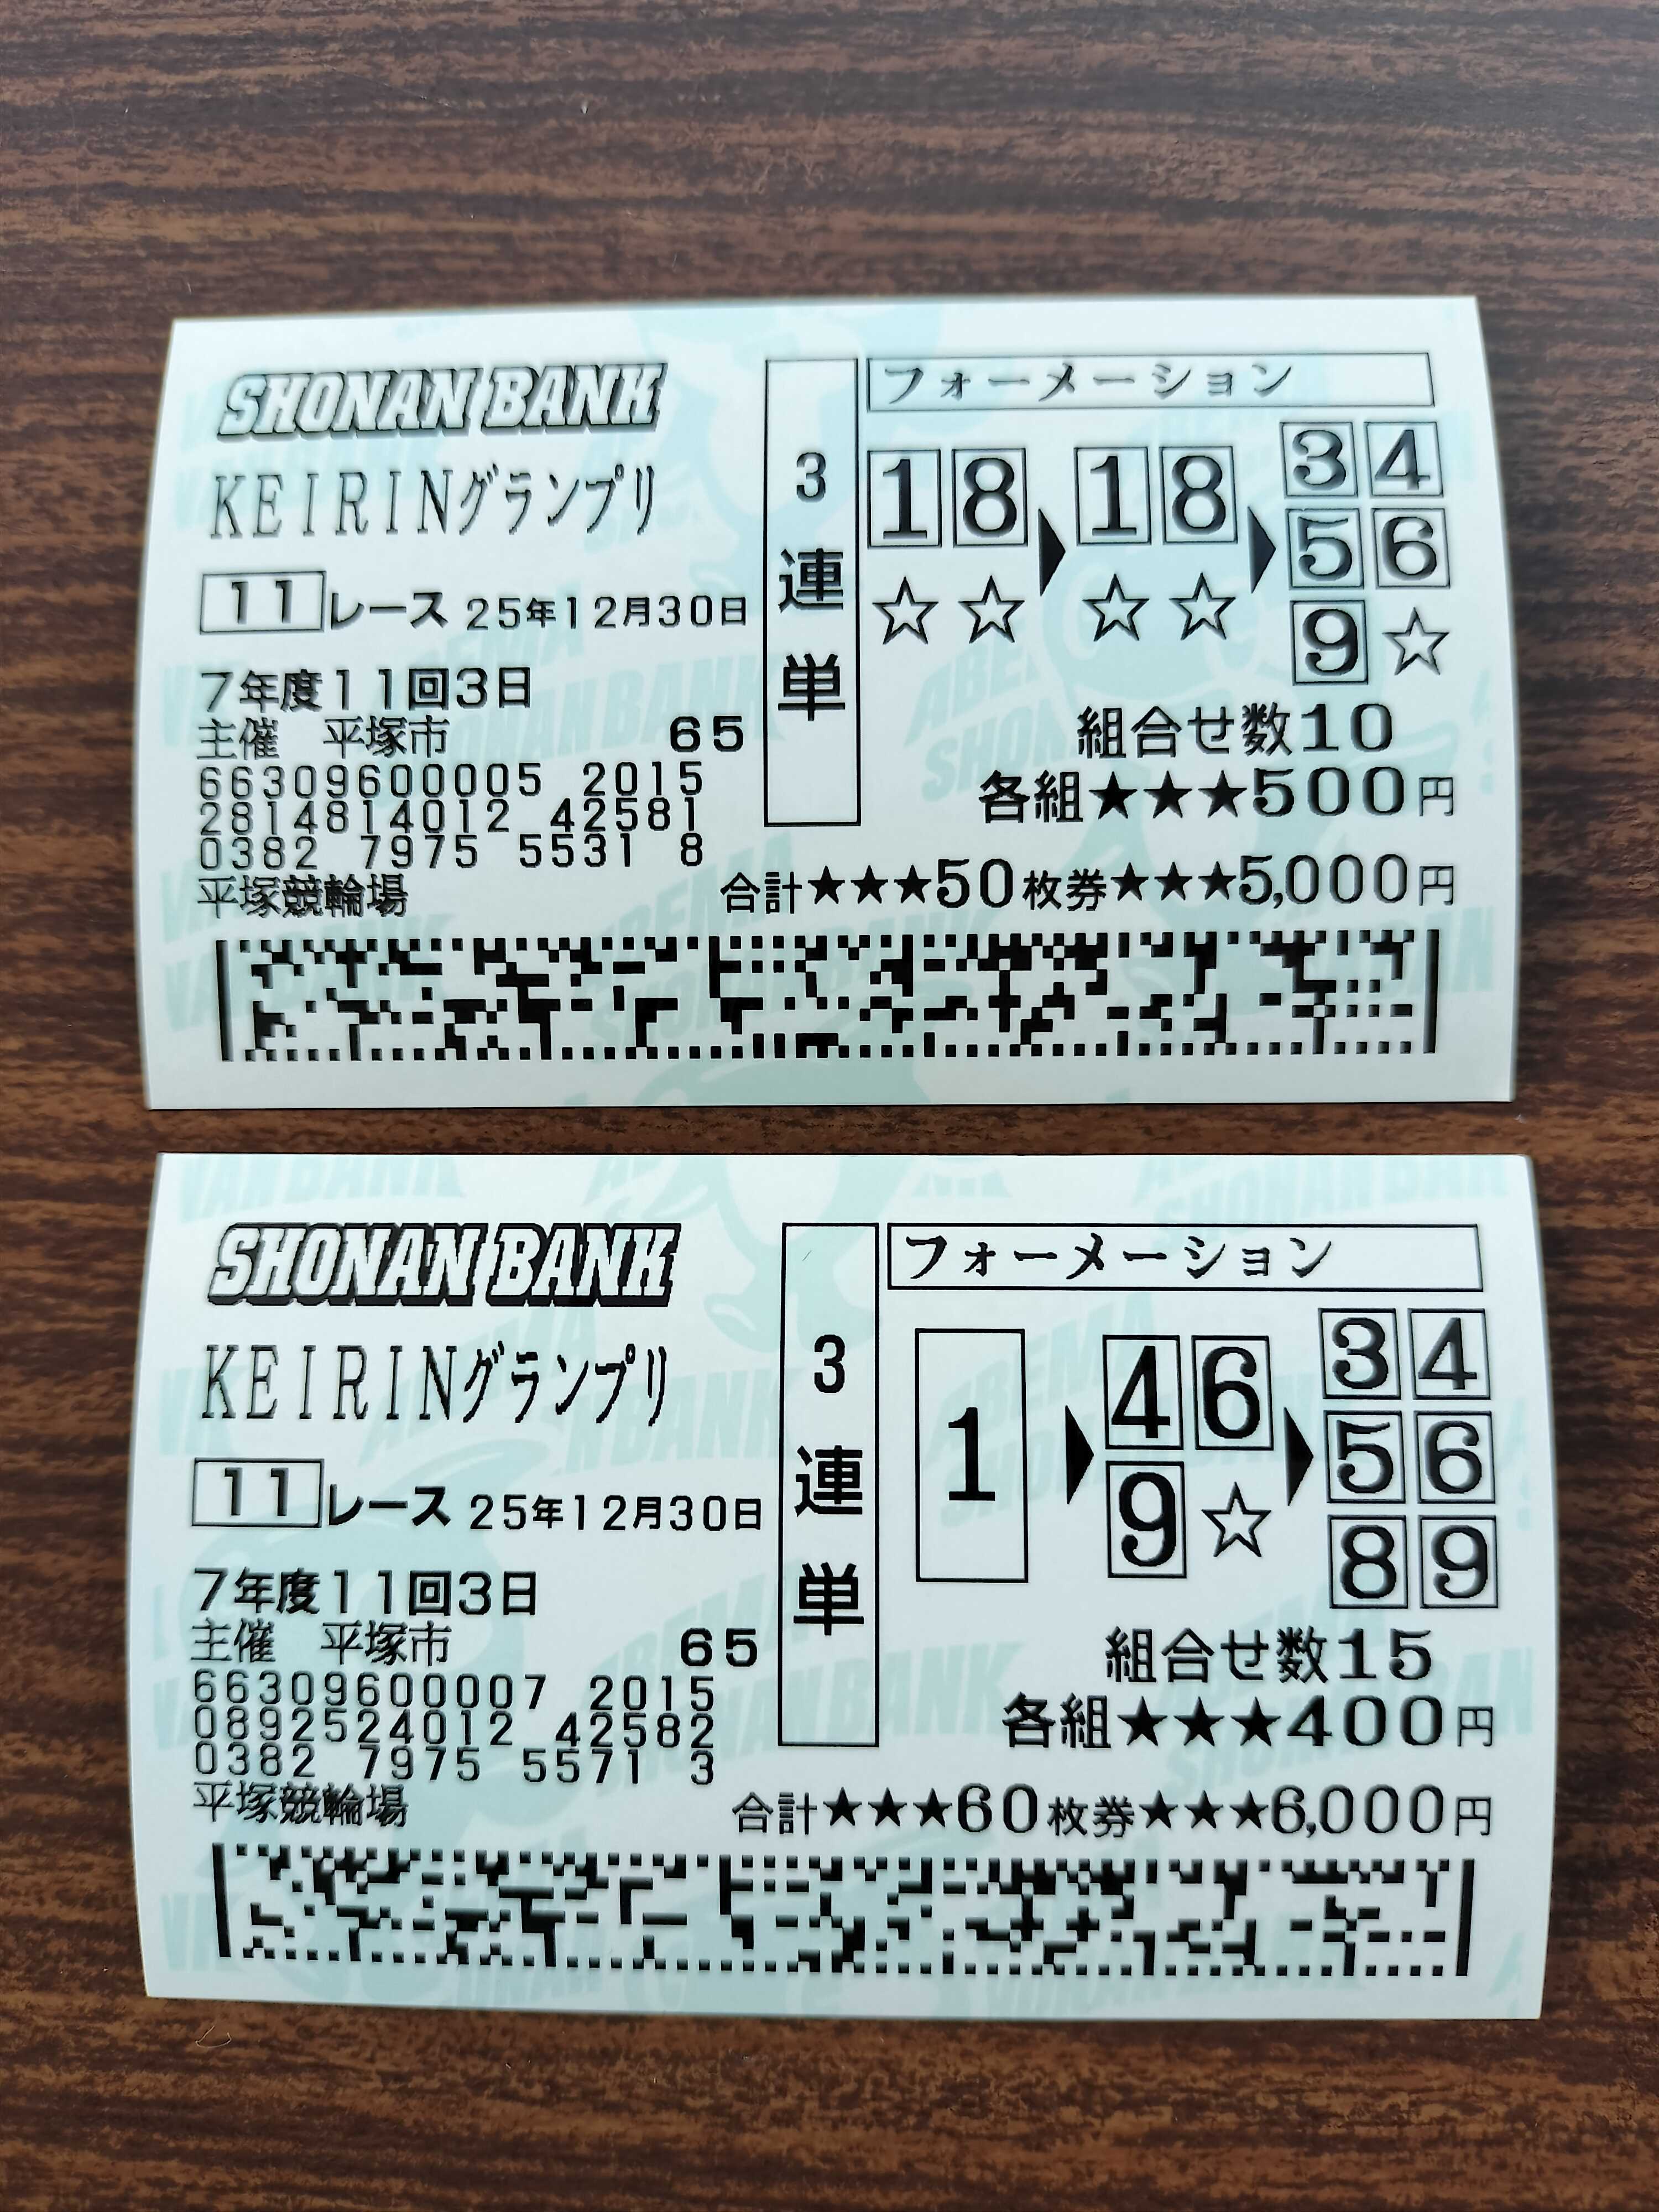 SHONAN BANK
KEIRINグランプリ
11レース 25年12月30日
7年度11回3日
主催 平塚市 65
66309600005 2015
2814814012 42581
0382 7975 5531 8
平塚競輪場
3連単
フォーメーション
1 8 ▶ 1 8 ▶ 3 4
5 6
☆ ☆ ☆ ☆ 9 ☆
組合せ数10
各組★★★500円
合計★★★50枚券★★★5,000円
SHONAN BANK
KEIRINグランプリ
11レース 25年12月30日
7年度11回3日
主催 平塚市 65
66309600007 2015
0892524012 42582
0382 7975 5571 3
平塚競輪場
3連単
フォーメーション
1 ▶ 4 6 ▶ 3 4
5 6
9 ☆ 8 9
組合せ数15
各組★★★400円
合計★★★60枚券★★★6,000円